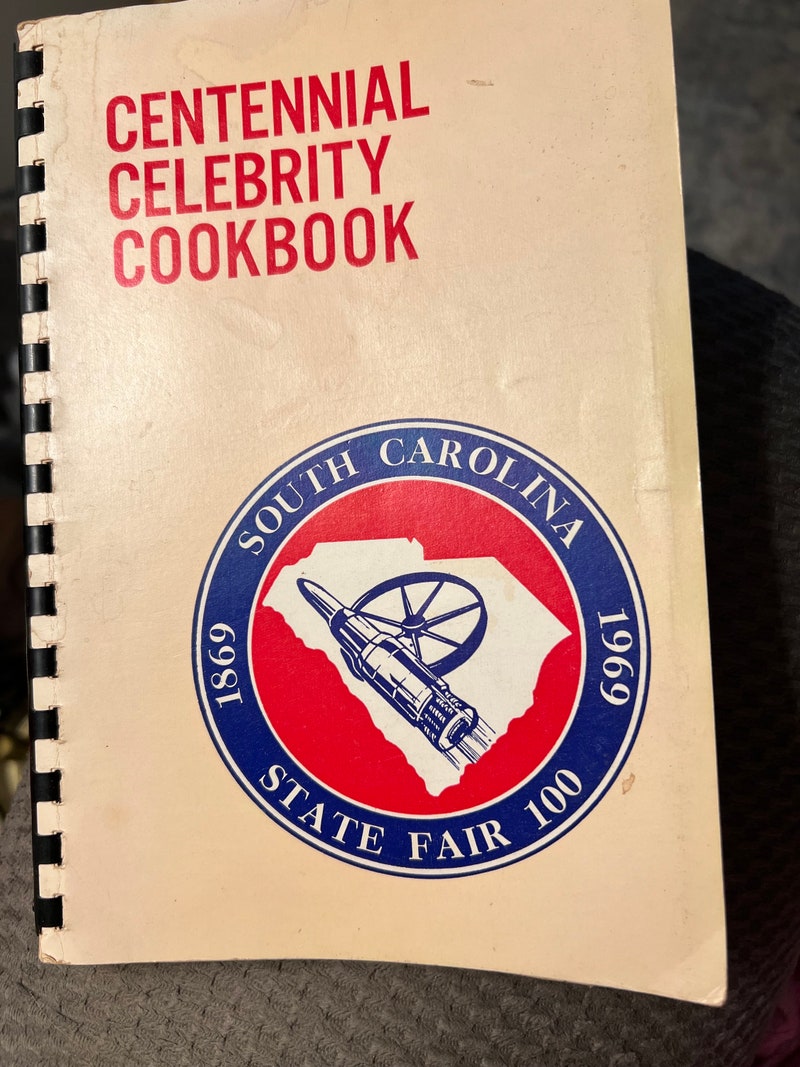 CENTENNIAL
CELEBRITY
COOKBOOK
SOUTH CAROLINA
1869
1969
STATE FAIR 100